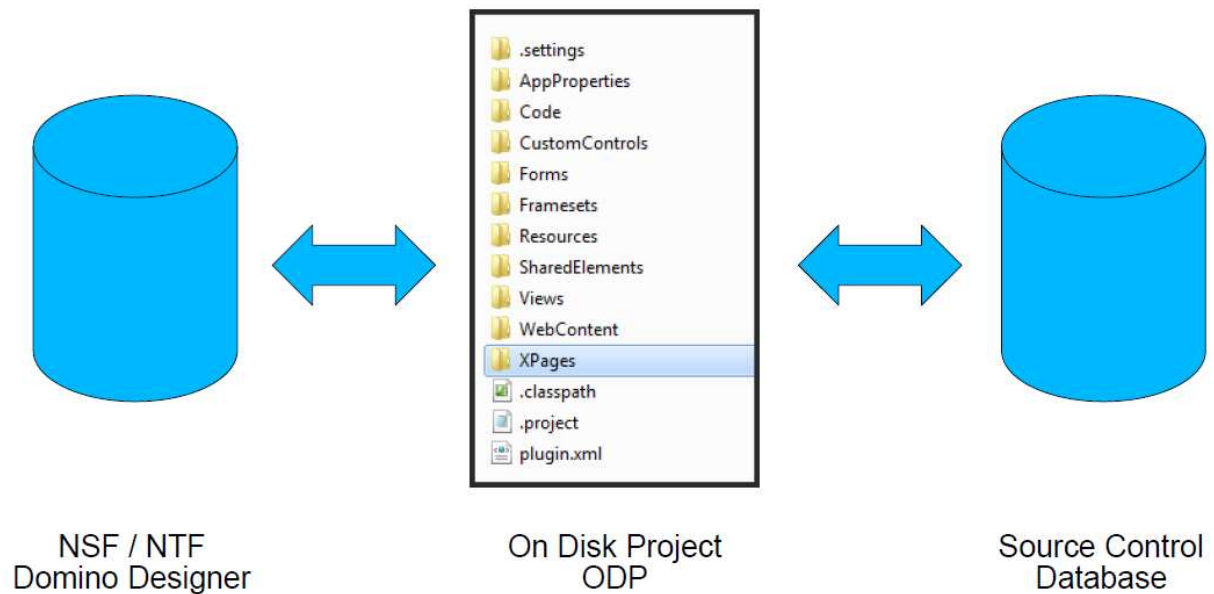 .settings
AppProperties
Code
CustomControls
Forms
Framesets
Resources
SharedElements
Views
WebContent
XPages
.classpath
.project
plugin.xml
NSF / NTF
Domino Designer
On Disk Project
ODP
Source Control
Database